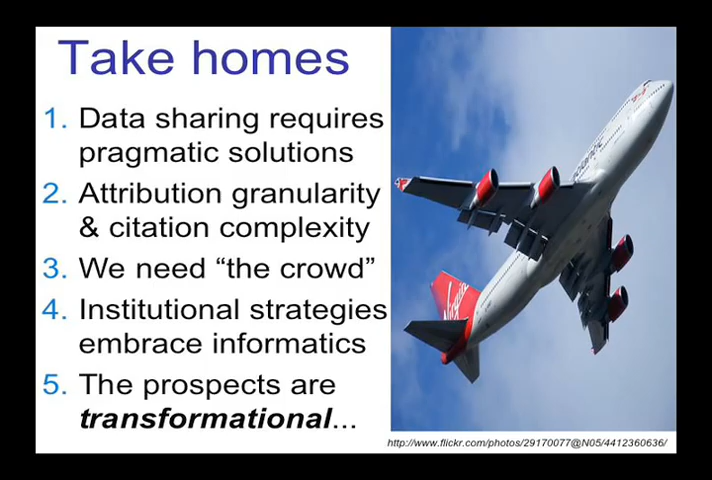 Take homes
1. Data sharing requires
pragmatic solutions
2. Attribution granularity
& citation complexity
3. We need “the crowd”
4. Institutional strategies
embrace informatics
5. The prospects are
transformational...
Virgin
http://www.flickr.com/photos/29170077@N05/4412360636/